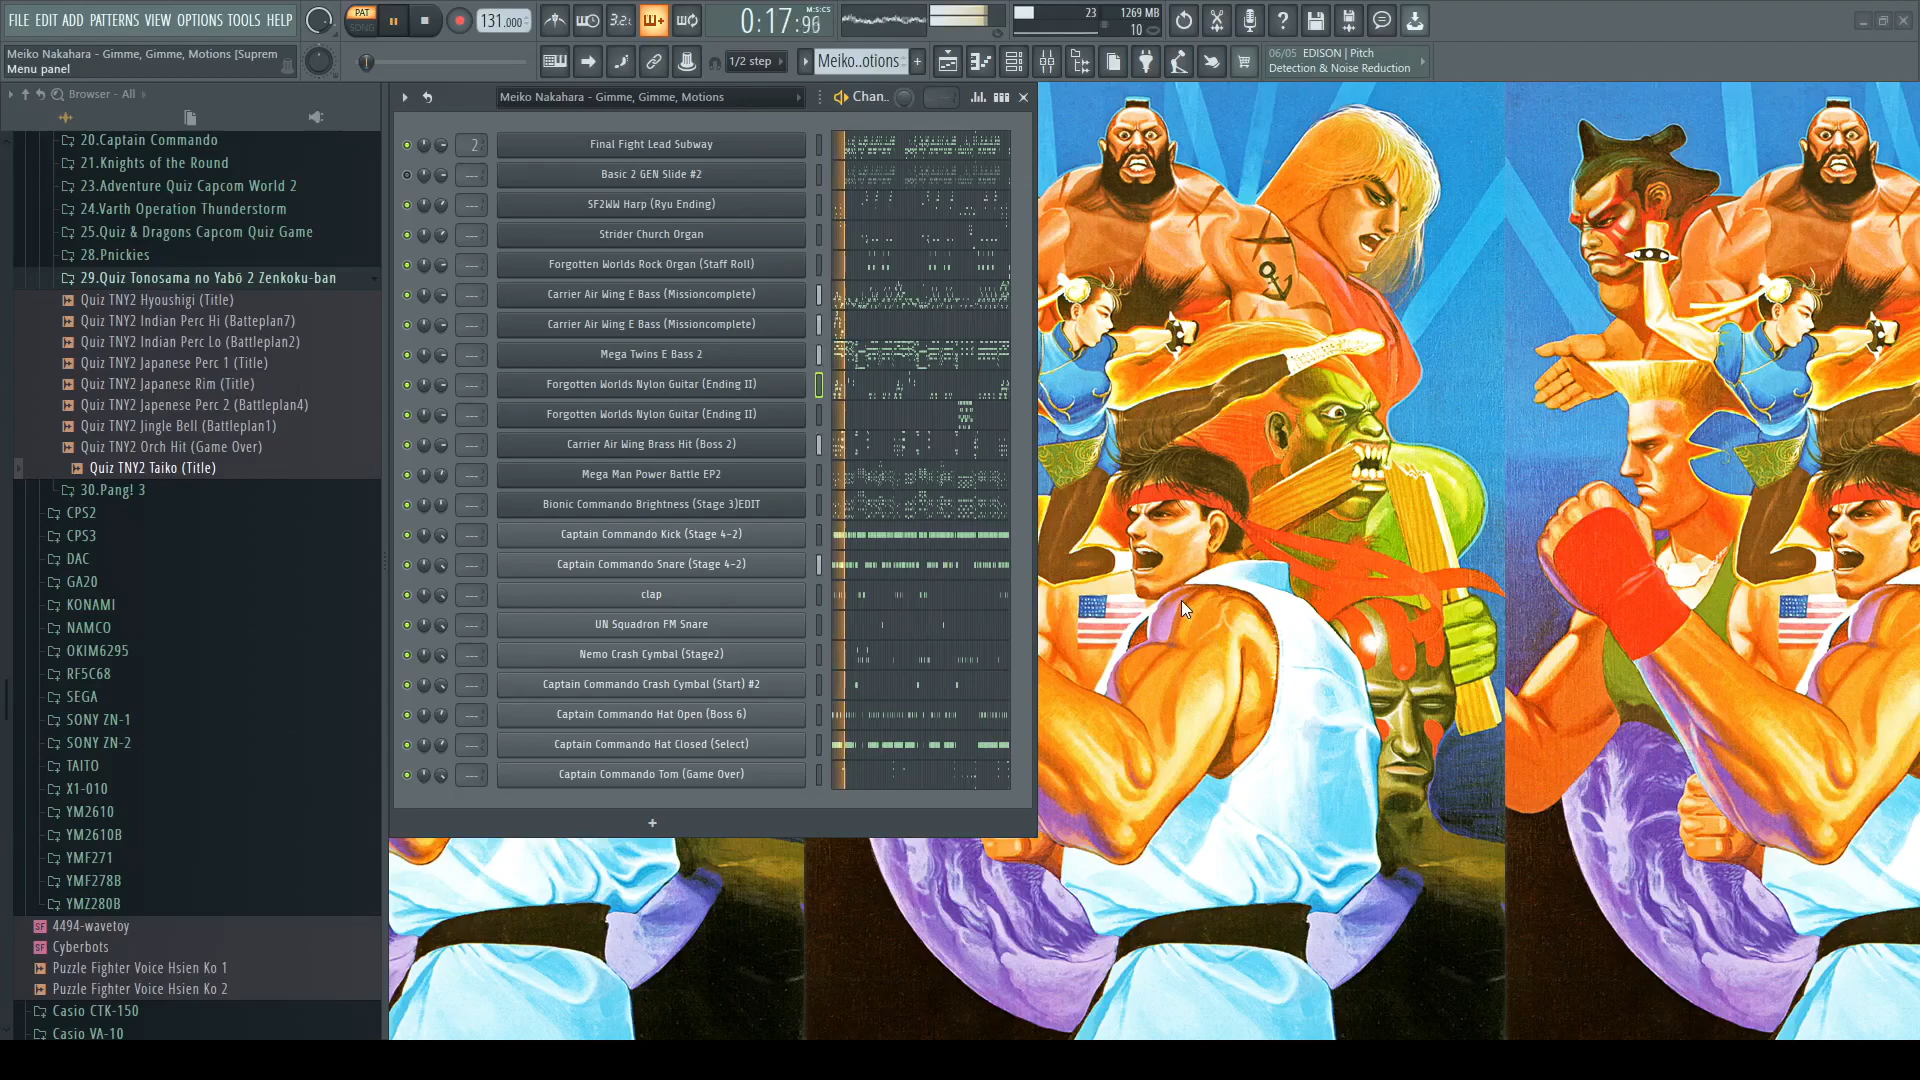 FILE EDIT ADD PATTERNS VIEW OPTIONS TOOLS HELP
PAT
SONG
131.000
3.2
0:17:96
M:S:CS
23
1269 MB
10
Meiko Nakahara - Gimme, Gimme, Motions [Suprem
Menu panel
1/2 step
Meiko..otions
06/05 EDISON | Pitch
Detection & Noise Reduction
Browser - All
20.Captain Commando
21.Knights of the Round
23.Adventure Quiz Capcom World 2
24.Varth Operation Thunderstorm
25.Quiz & Dragons Capcom Quiz Game
28.Pnickies
29.Quiz Tonosama no Yabō 2 Zenkoku-ban
Quiz TNY2 Hyoushigi (Title)
Quiz TNY2 Indian Perc Hi (Batteplan7)
Quiz TNY2 Indian Perc Lo (Battleplan2)
Quiz TNY2 Japanese Perc 1 (Title)
Quiz TNY2 Japanese Rim (Title)
Quiz TNY2 Japenese Perc 2 (Battleplan4)
Quiz TNY2 Jingle Bell (Battleplan1)
Quiz TNY2 Orch Hit (Game Over)
Quiz TNY2 Taiko (Title)
30.Pang! 3
CPS2
CPS3
DAC
GA20
KONAMI
NAMCO
OKIM6295
RF5C68
SEGA
SONY ZN-1
SONY ZN-2
TAITO
X1-010
YM2610
YM2610B
YMF271
YMF278B
YMZ280B
4494-wavetoy
Cyberbots
Puzzle Fighter Voice Hsien Ko 1
Puzzle Fighter Voice Hsien Ko 2
Casio CTK-150
Casio VA-10
Meiko Nakahara - Gimme, Gimme, Motions
Chan..
2
Final Fight Lead Subway
Basic 2 GEN Slide #2
SF2WW Harp (Ryu Ending)
Strider Church Organ
Forgotten Worlds Rock Organ (Staff Roll)
Carrier Air Wing E Bass (Missioncomplete)
Carrier Air Wing E Bass (Missioncomplete)
Mega Twins E Bass 2
Forgotten Worlds Nylon Guitar (Ending II)
Forgotten Worlds Nylon Guitar (Ending II)
Carrier Air Wing Brass Hit (Boss 2)
Mega Man Power Battle EP2
Bionic Commando Brightness (Stage 3)EDIT
Captain Commando Kick (Stage 4-2)
Captain Commando Snare (Stage 4-2)
clap
UN Squadron FM Snare
Nemo Crash Cymbal (Stage2)
Captain Commando Crash Cymbal (Start) #2
Captain Commando Hat Open (Boss 6)
Captain Commando Hat Closed (Select)
Captain Commando Tom (Game Over)